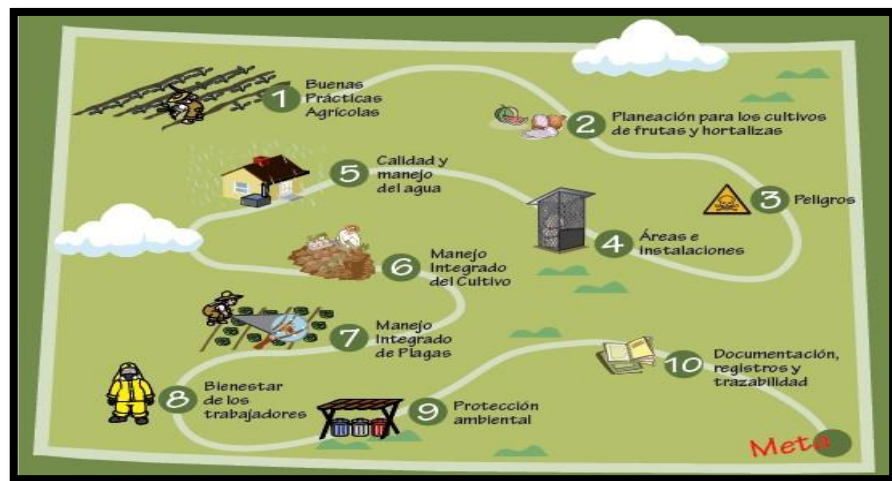 1
Buenas
Prácticas
Agrícolas
2
Planeación para los cultivos
de frutas y hortalizas
3
Peligros
4
Áreas e
instalaciones
5
Calidad y
manejo
del agua
6
Manejo
Integrado
del Cultivo
7
Manejo
Integrado
de Plagas
8
Bienestar
de los
trabajadores
9
Protección
ambiental
10
Documentación,
registros y
trazabilidad
Meta